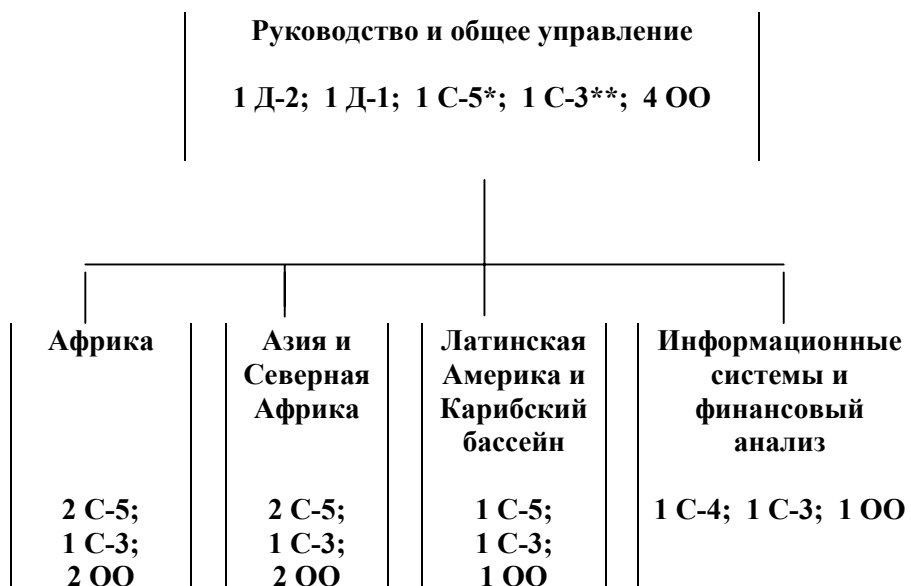 Руководство и общее управление
1 Д-2; 1 Д-1; 1 С-5*; 1 С-3**; 4 ОО
Африка
2 С-5;
1 С-3;
2 ОО
Азия и
Северная
Африка
2 С-5;
1 С-3;
2 ОО
Латинская
Америка и
Карибский
бассейн
1 С-5;
1 С-3;
1 ОО
Информационные
системы и
финансовый
анализ
1 С-4; 1 С-3; 1 ОО